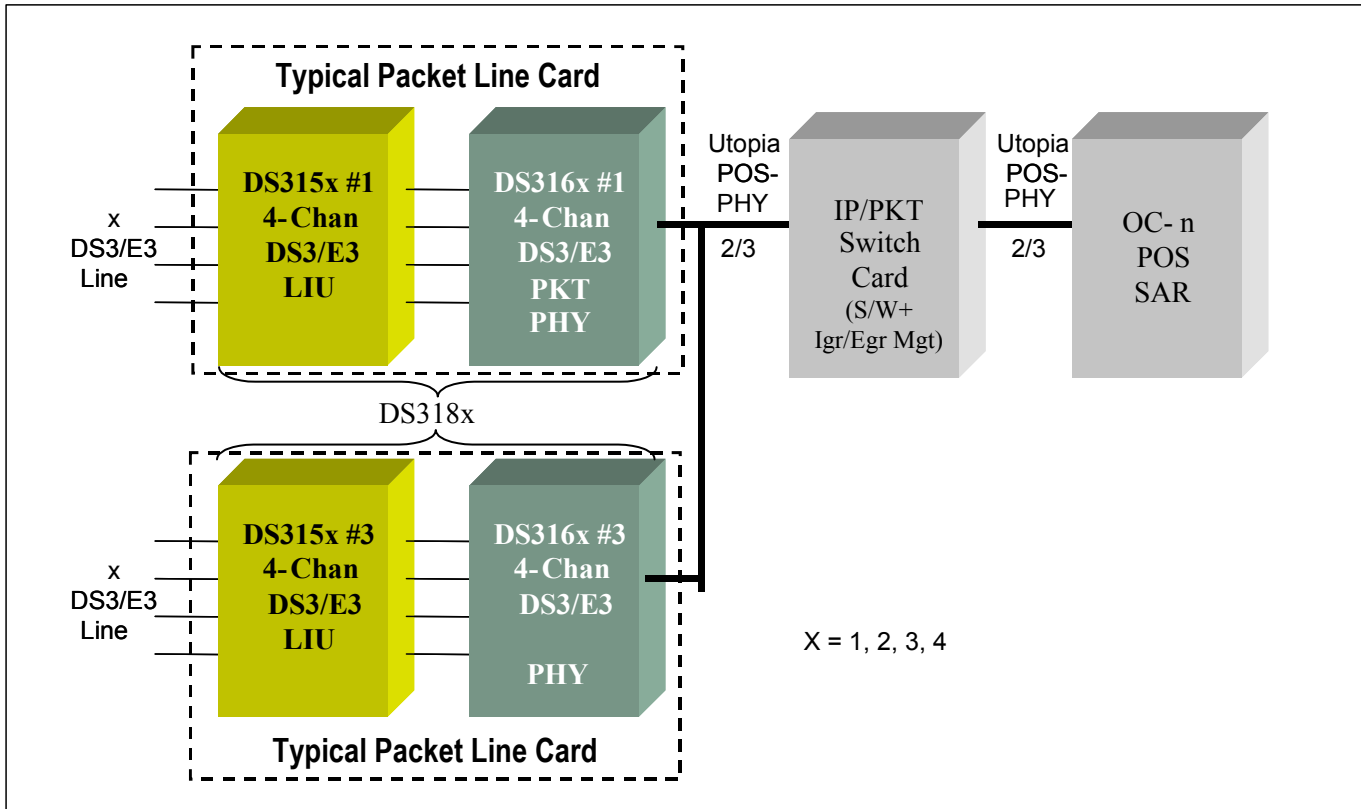 Typical Packet Line Card
DS315x #1
4-Chan
DS3/E3
LIU
DS316x #1
4-Chan
DS3/E3
PKT
PHY
x
DS3/E3
Line
Utopia
POS-
PHY
2/3
IP/PKT
Switch
Card
(S/W+
Igr/Egr Mgt)
Utopia
POS-
PHY
2/3
OC- n
POS
SAR
DS318x
x
DS3/E3
Line
DS315x #3
4-Chan
DS3/E3
LIU
DS316x #3
4-Chan
DS3/E3
PHY
X = 1, 2, 3, 4
Typical Packet Line Card